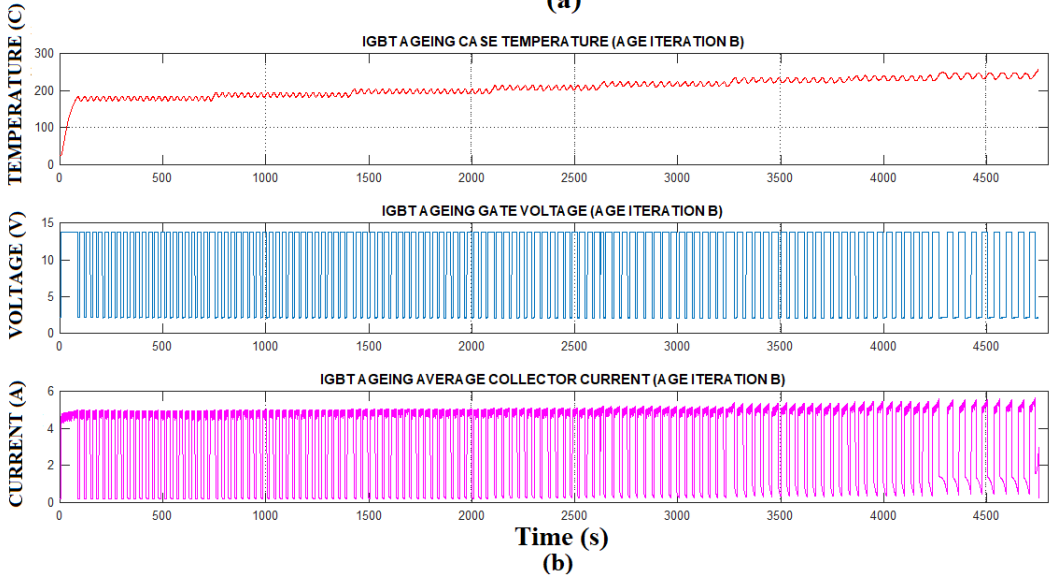 (a)
IGBT AGEING CASE TEMPERATURE (AGE ITERATION B)
TEMPERATURE (C)
300
200
100
0
0 500 1000 1500 2000 2500 3000 3500 4000 4500
IGBT AGEING GATE VOLTAGE (AGE ITERATION B)
VOLTAGE (V)
15
10
5
0
0 500 1000 1500 2000 2500 3000 3500 4000 4500
IGBT AGEING AVERAGE COLLECTOR CURRENT (AGE ITERATION B)
CURRENT (A)
6
4
2
0
0 500 1000 1500 2000 2500 3000 3500 4000 4500
Time (s)
(b)